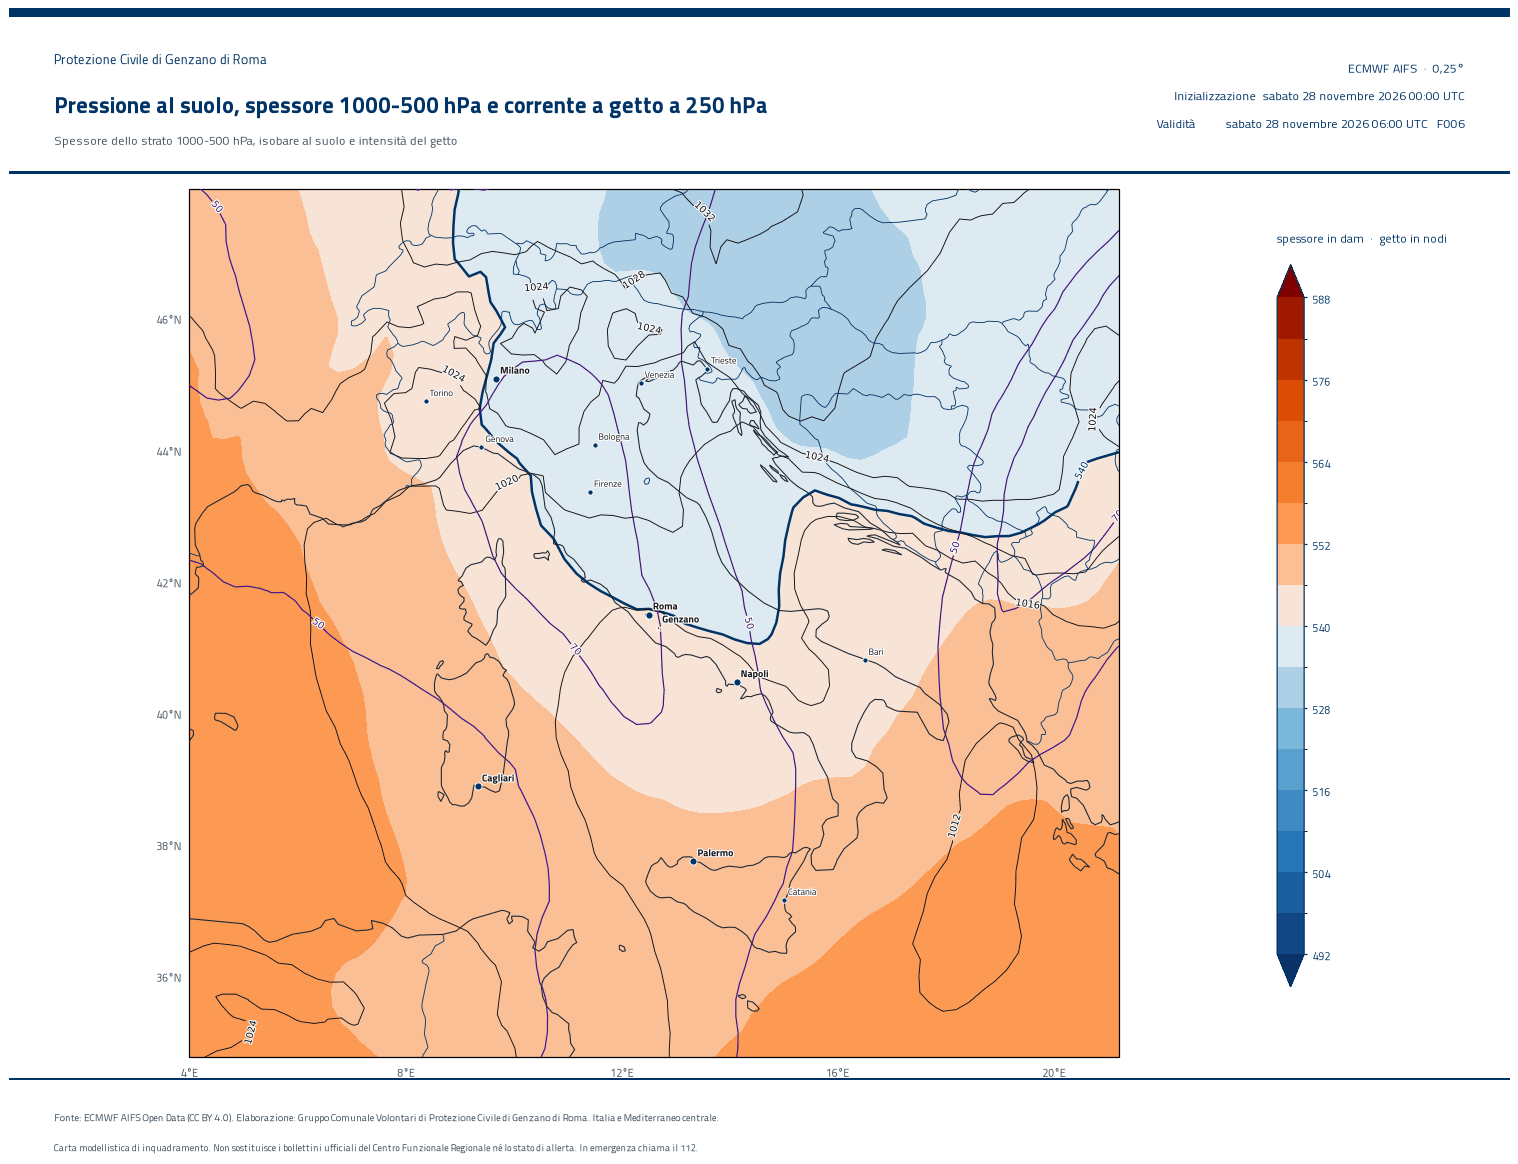 Protezione Civile di Genzano di Roma
Pressione al suolo, spessore 1000-500 hPa e corrente a getto a 250 hPa
Spessore dello strato 1000-500 hPa, isobare al suolo e intensità del getto
ECMWF AIFS · 0,25°
Inizializzazione sabato 28 novembre 2026 00:00 UTC
Validità sabato 28 novembre 2026 06:00 UTC F006
spessore in dam · getto in nodi
588
576
564
552
540
528
516
504
492
46°N
44°N
42°N
40°N
38°N
36°N
4°E
8°E
12°E
16°E
20°E
50
1032
1028
1024
1024
Trieste
Milano
Venezia
1024
Torino
1024
Genova
Bologna
1024
540
1020
Firenze
70
50
1016
Roma
Genzano
50
50
70
Bari
Napoli
Cagliari
1012
Palermo
Catania
1024
Fonte: ECMWF AIFS Open Data (CC BY 4.0). Elaborazione: Gruppo Comunale Volontari di Protezione Civile di Genzano di Roma. Italia e Mediterraneo centrale.
Carta modellistica di inquadramento. Non sostituisce i bollettini ufficiali del Centro Funzionale Regionale né lo stato di allerta. In emergenza chiama il 112.